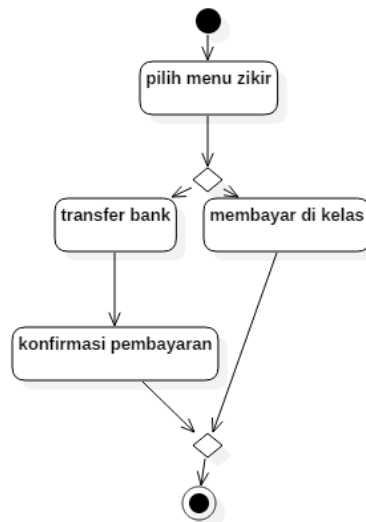 pilih menu zikir
transfer bank
membayar di kelas
konfirmasi pembayaran